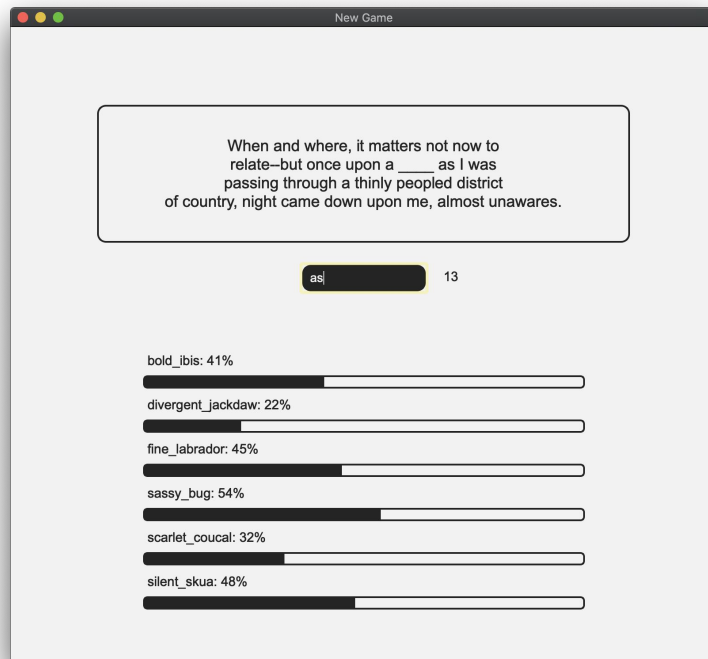 New Game
When and where, it matters not now to
relate--but once upon a ____ as I was
passing through a thinly peopled district
of country, night came down upon me, almost unawares.
as 13
bold_ibis: 41%
divergent_jackdaw: 22%
fine_labrador: 45%
sassy_bug: 54%
scarlet_coucal: 32%
silent_skua: 48%